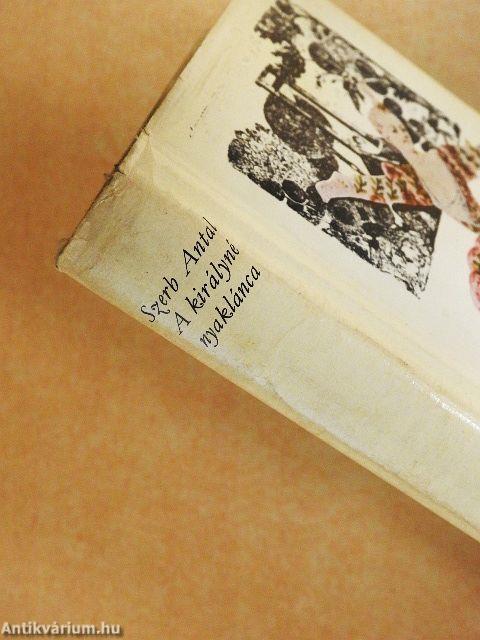 Szerb Antal
A királyné
nyaklánca
Antikvárium.hu